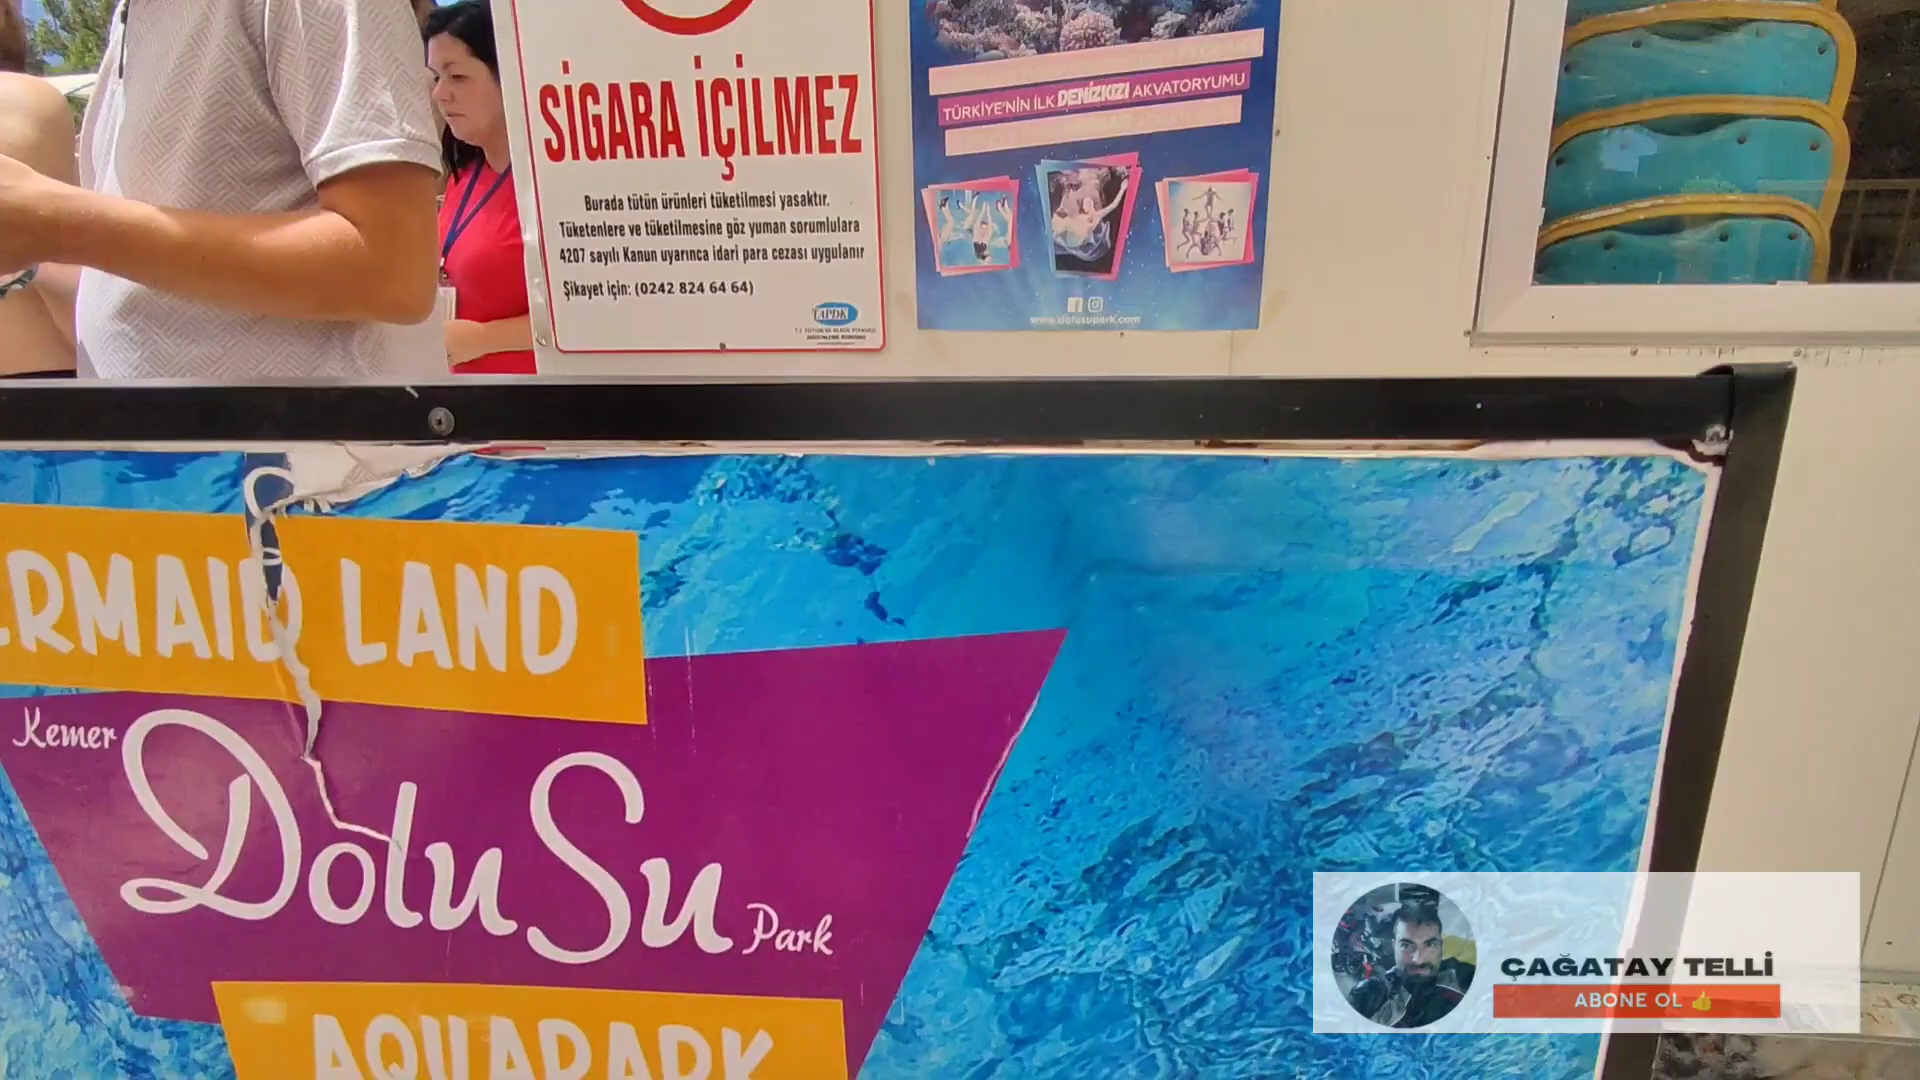 SİGARA İÇİLMEZ
Burada tütün ürünleri tüketilmesi yasaktır.
Tüketenlere ve tüketilmesine göz yuman sorumlulara
4207 sayılı Kanun uyarınca idari para cezası uygulanır
Şikayet için: (0242 824 64 64)
TAPDK
TÜRKİYE'NİN İLK DENİZKIZI AKVATORYUMU
www.dolusupark.com
ERMAID LAND
Kemer
DoluSu
Park
AQUAPARK
ÇAĞATAY TELLİ
ABONE OL 👍